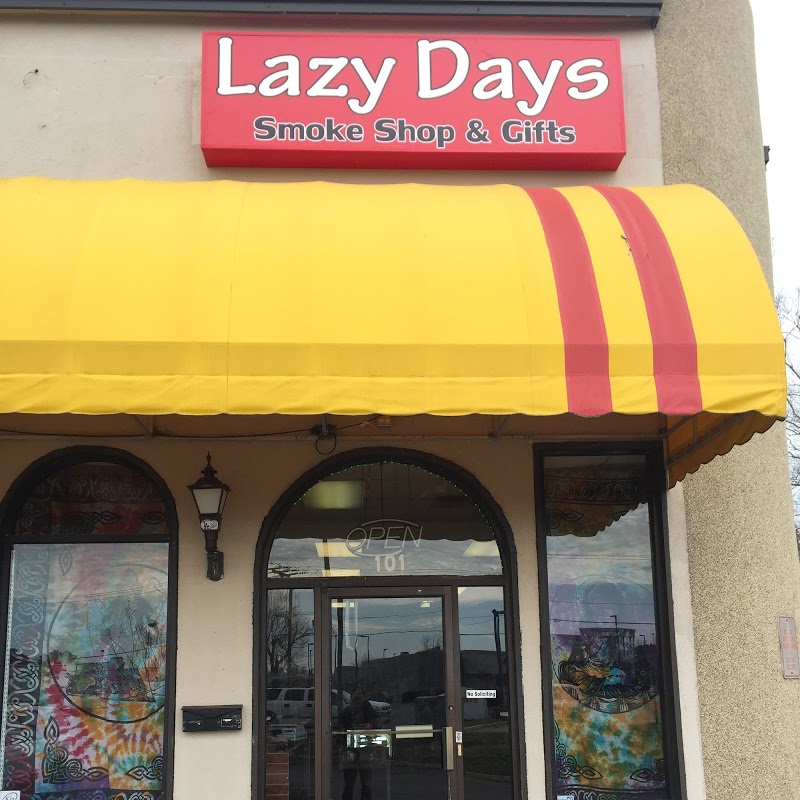 Lazy Days
Smoke Shop & Gifts
OPEN
101
No Soliciting